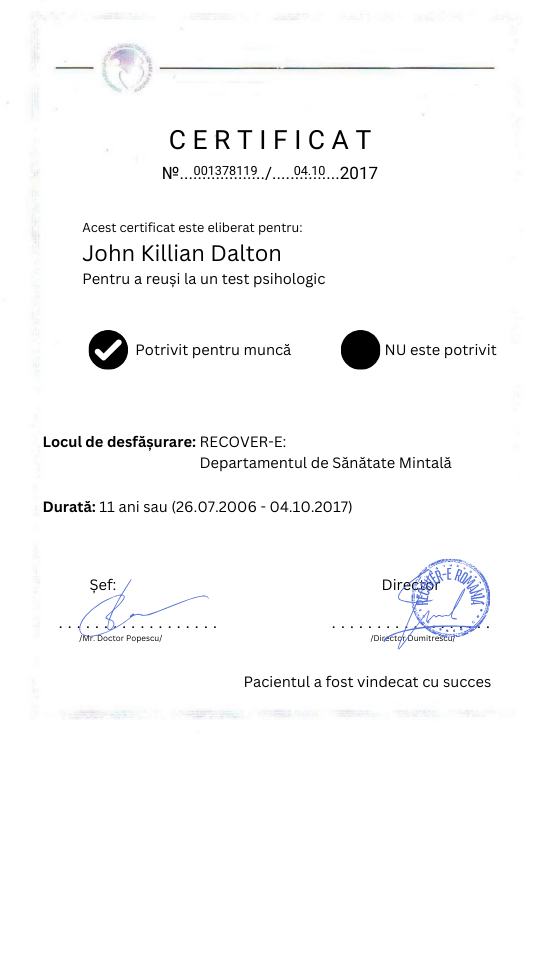 CERTIFICAT
№...001378119.../...04.10...2017
Acest certificat este eliberat pentru:
John Killian Dalton
Pentru a reuși la un test psihologic
Potrivit pentru muncă NU este potrivit
Locul de desfășurare: RECOVER-E:
Departamentul de Sănătate Mintală
Durată: 11 ani sau (26.07.2006 - 04.10.2017)
Șef: Director
RECOVER-E ROMANIA
/Mr. Doctor Popescu/ /Director Dumitrescu/
Pacientul a fost vindecat cu succes